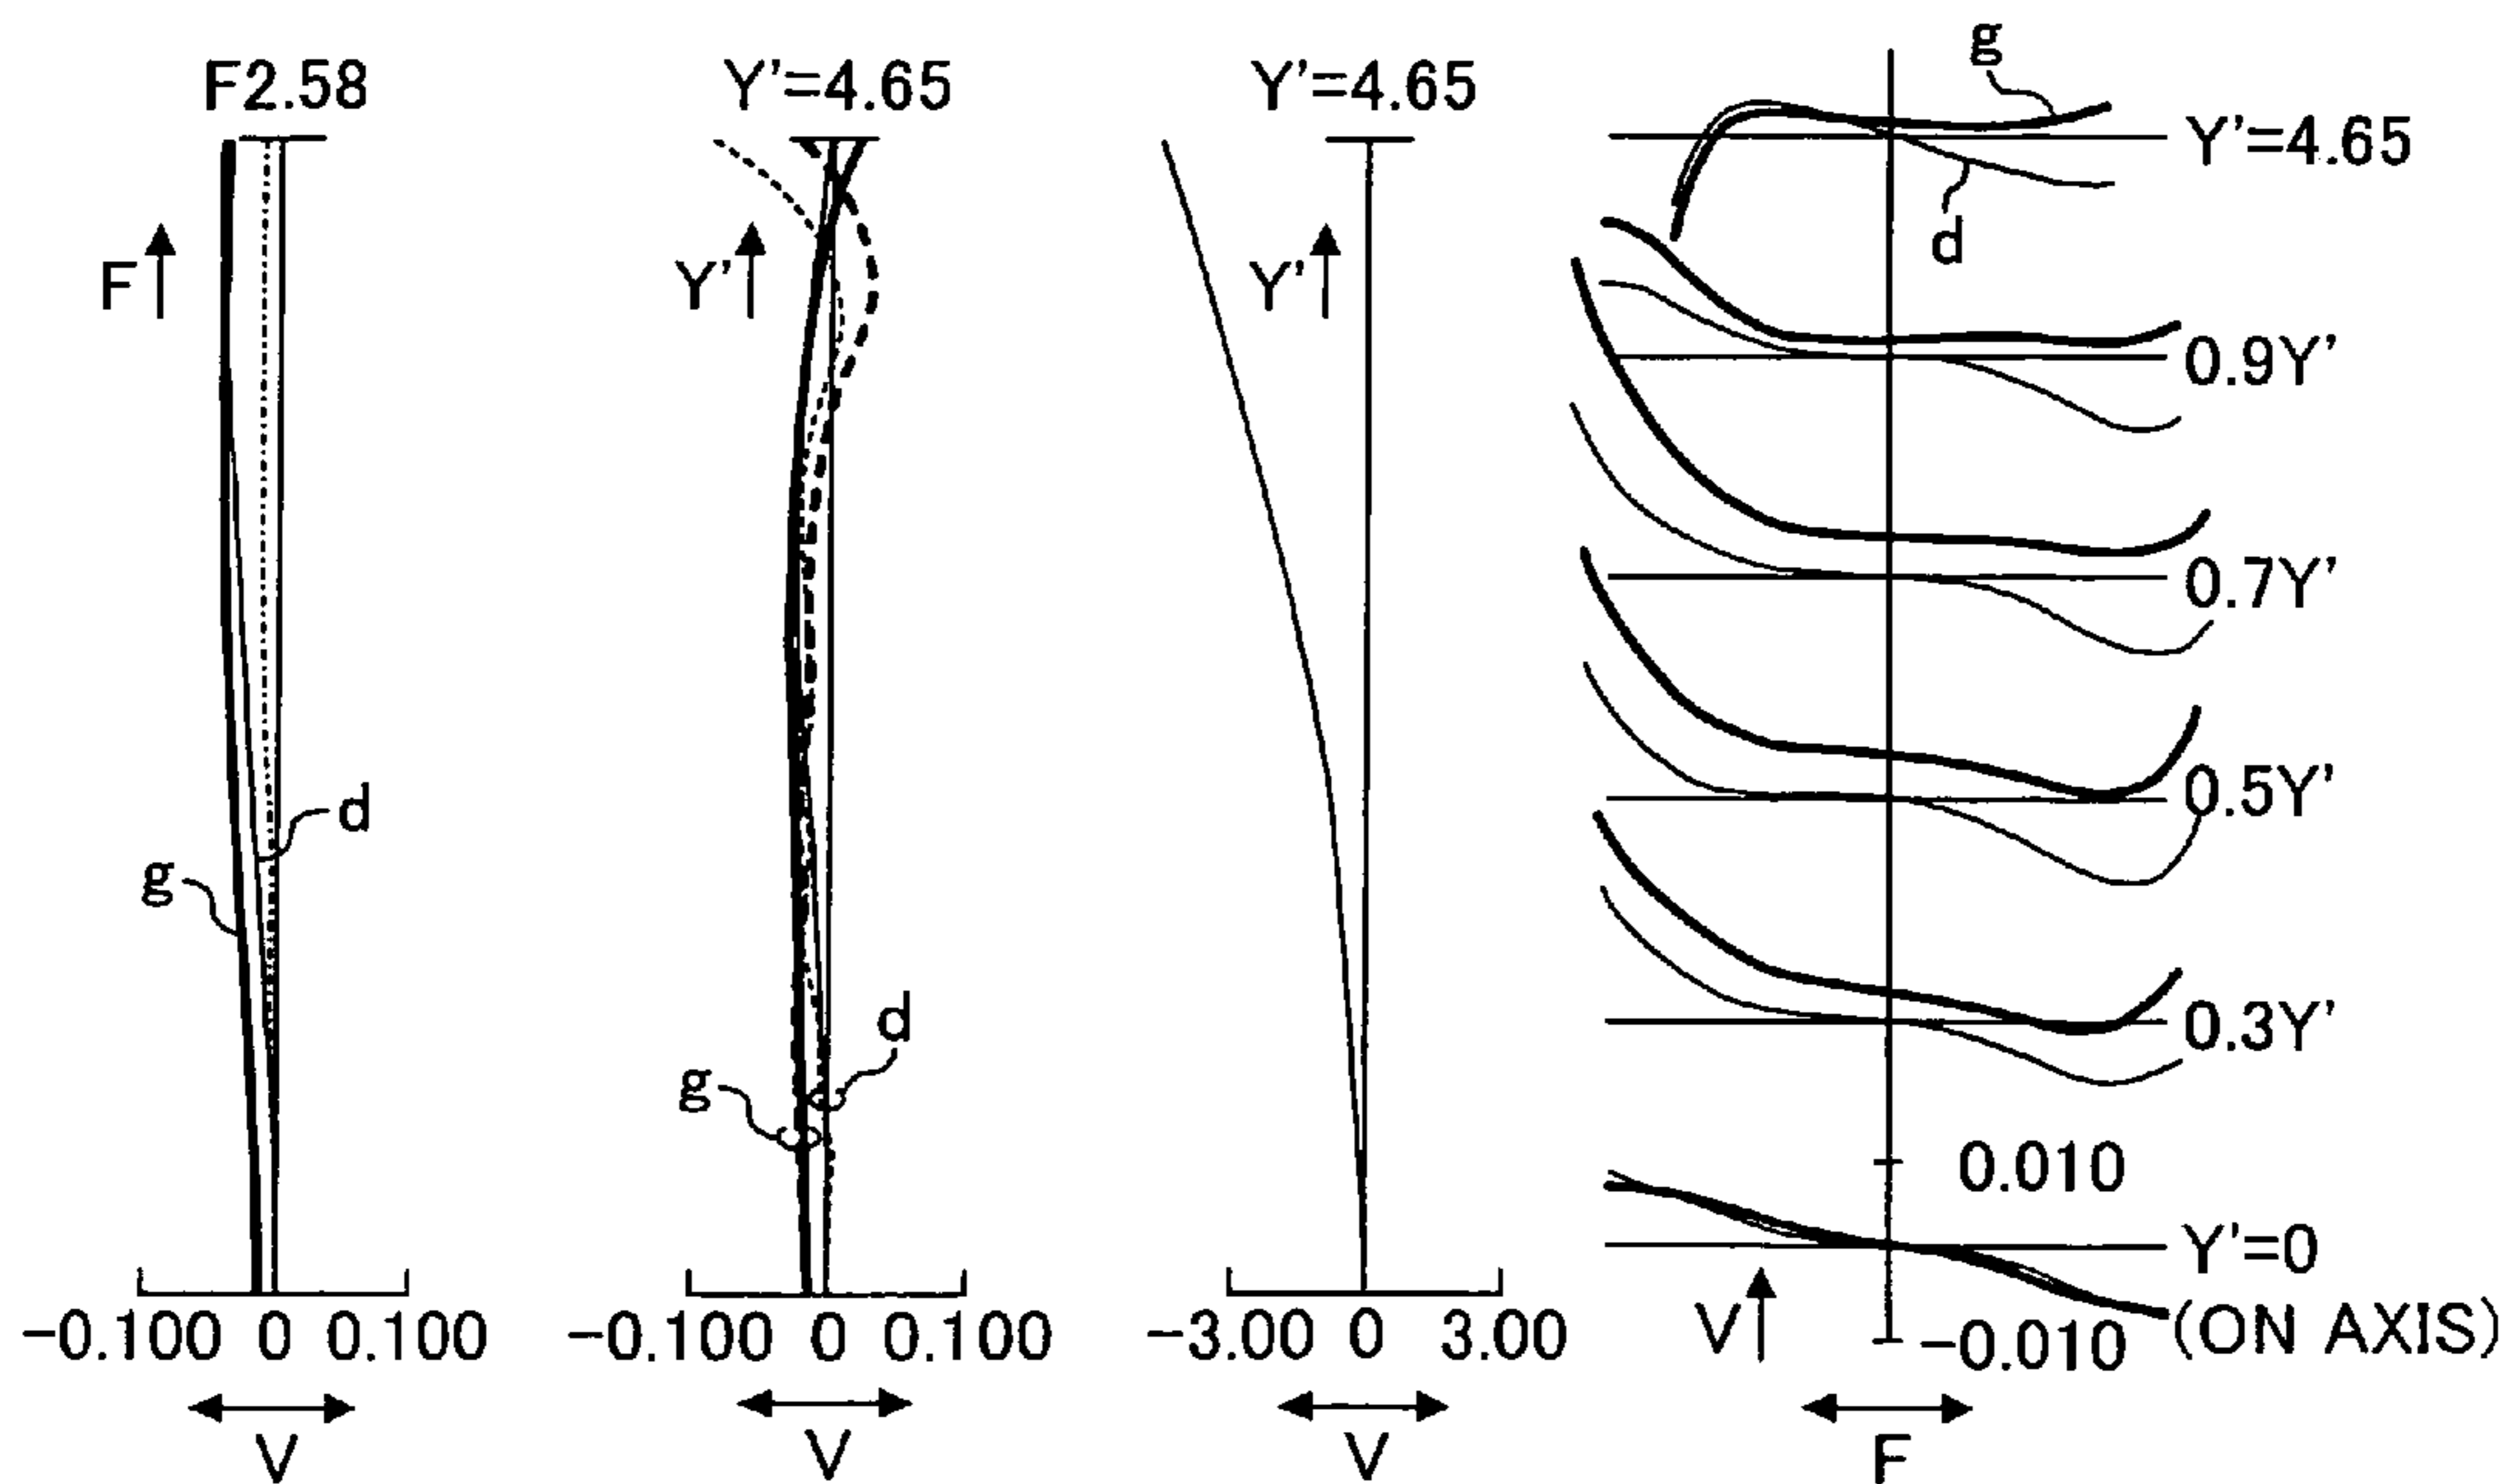 F2.58
F
d
g
-0.100 0 0.100
V
Y'=4.65
Y'
d
g
-0.100 0 0.100
V
Y'=4.65
Y'
-3.00 0 3.00
V
g
Y'=4.65
d
0.9Y'
0.7Y'
0.5Y'
0.3Y'
0.010
Y'=0
V
-0.010
(ON AXIS)
F